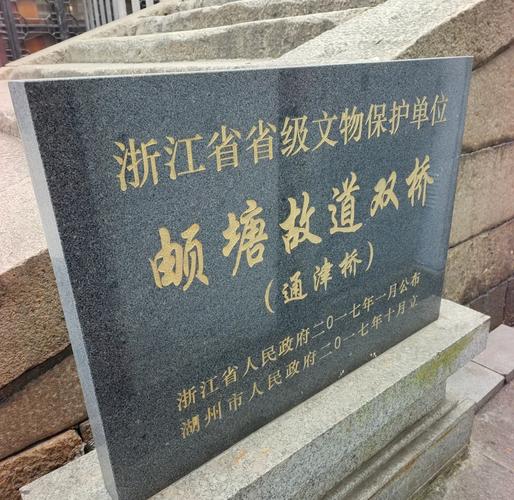 浙江省省级文物保护单位
頔塘故道双桥
（通津桥）
浙江省人民政府二〇一七年一月公布
湖州市人民政府二〇一七年十月立